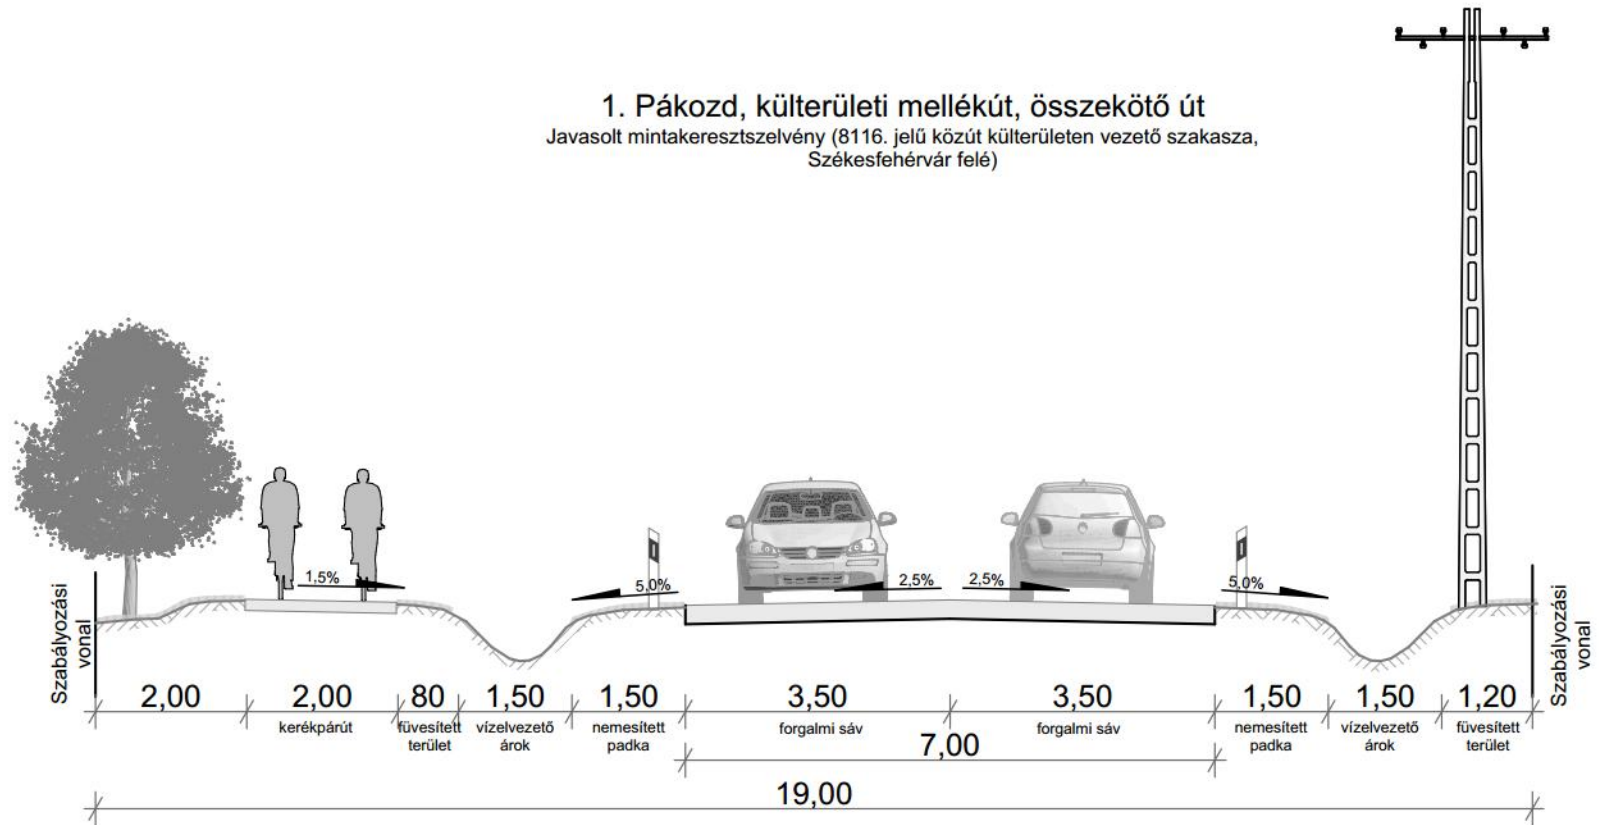 1. Pákozd, külterületi mellékút, összekötő út
Javasolt mintakeresztszelvény (8116. jelű közút külterületen vezető szakasza,
Székesfehérvár felé)
1,5%
5,0%
2,5%
2,5%
5,0%
Szabályozási
vonal
Szabályozási
vonal
2,00
2,00
80
1,50
1,50
3,50
3,50
1,50
1,50
1,20
kerékpárút
füvesített
terület
vízelvezető
árok
nemesített
padka
forgalmi sáv
forgalmi sáv
nemesített
padka
vízelvezető
árok
füvesített
terület
7,00
19,00